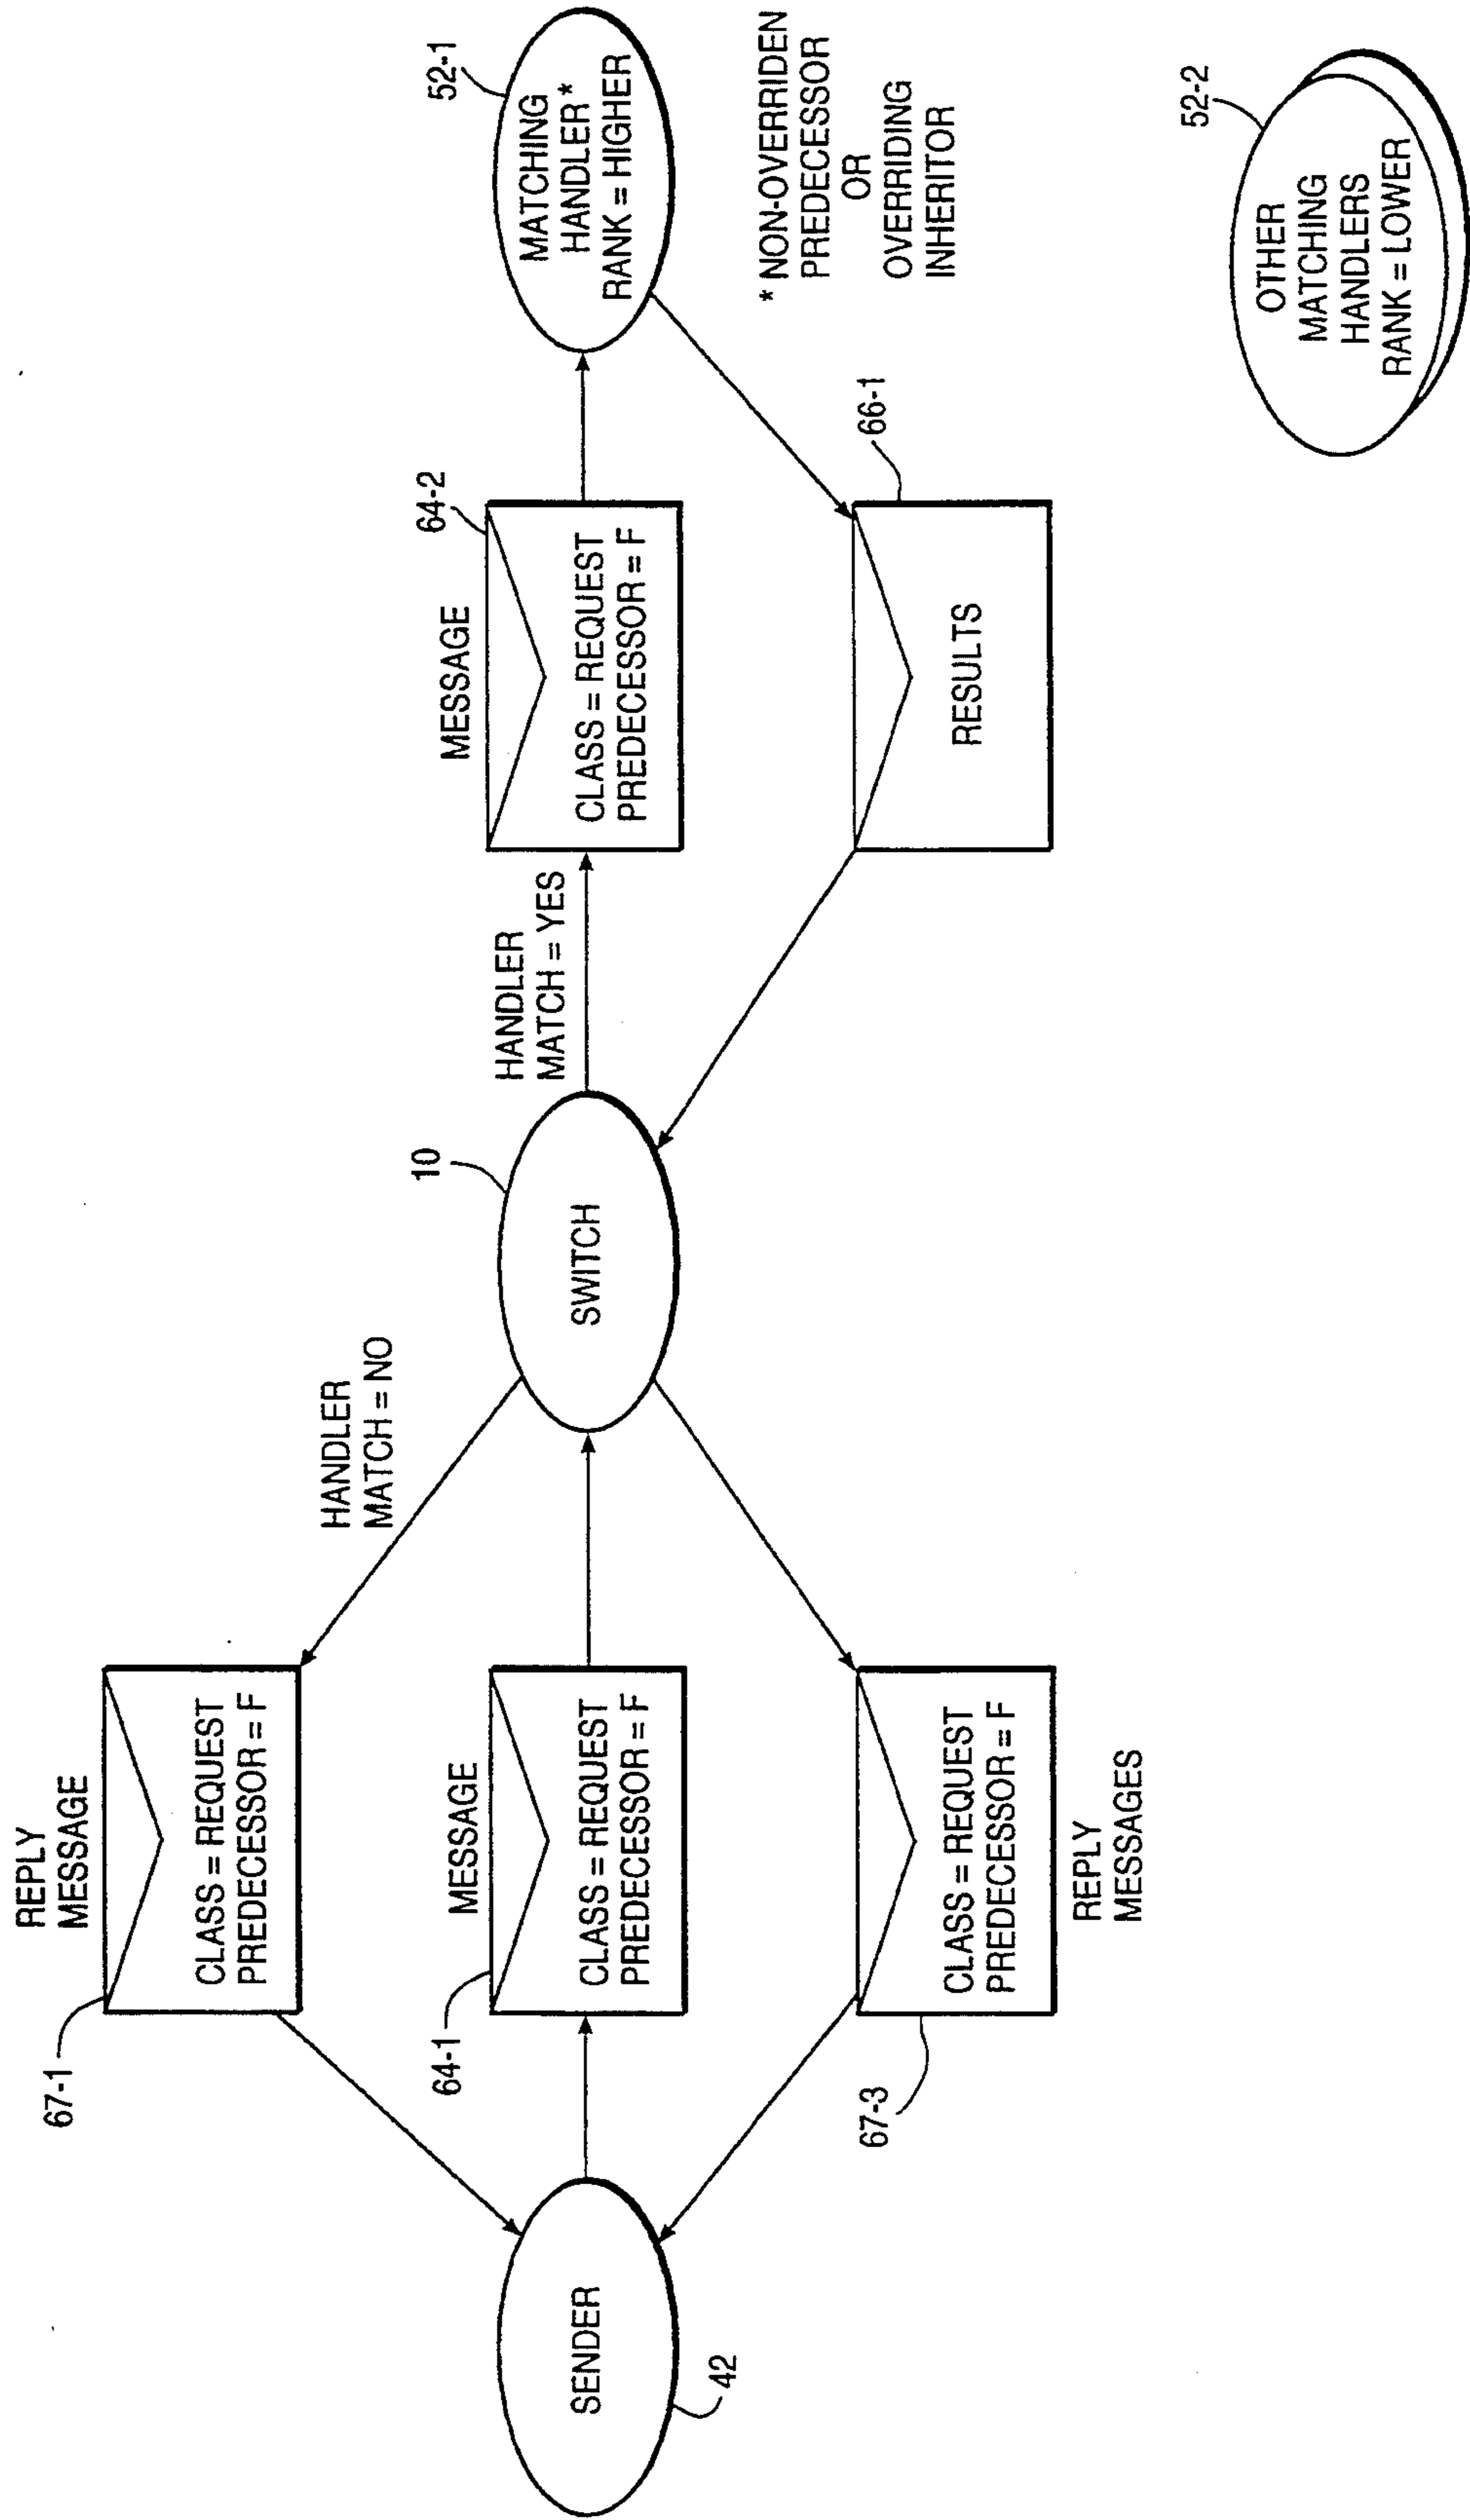 67-1
REPLY
MESSAGE
CLASS = REQUEST
PREDECESSOR = F
HANDLER
MATCH = NO
SENDER
42
64-1
MESSAGE
CLASS = REQUEST
PREDECESSOR = F
10
SWITCH
HANDLER
MATCH = YES
64-2
MESSAGE
CLASS = REQUEST
PREDECESSOR = F
52-1
MATCHING
HANDLER *
RANK = HIGHER
* NON-OVERRIDEN
PREDECESSOR
OR
OVERRIDING
INHERITOR
67-3
CLASS = REQUEST
PREDECESSOR = F
REPLY
MESSAGES
66-1
RESULTS
52-2
OTHER
MATCHING
HANDLERS
RANK = LOWER